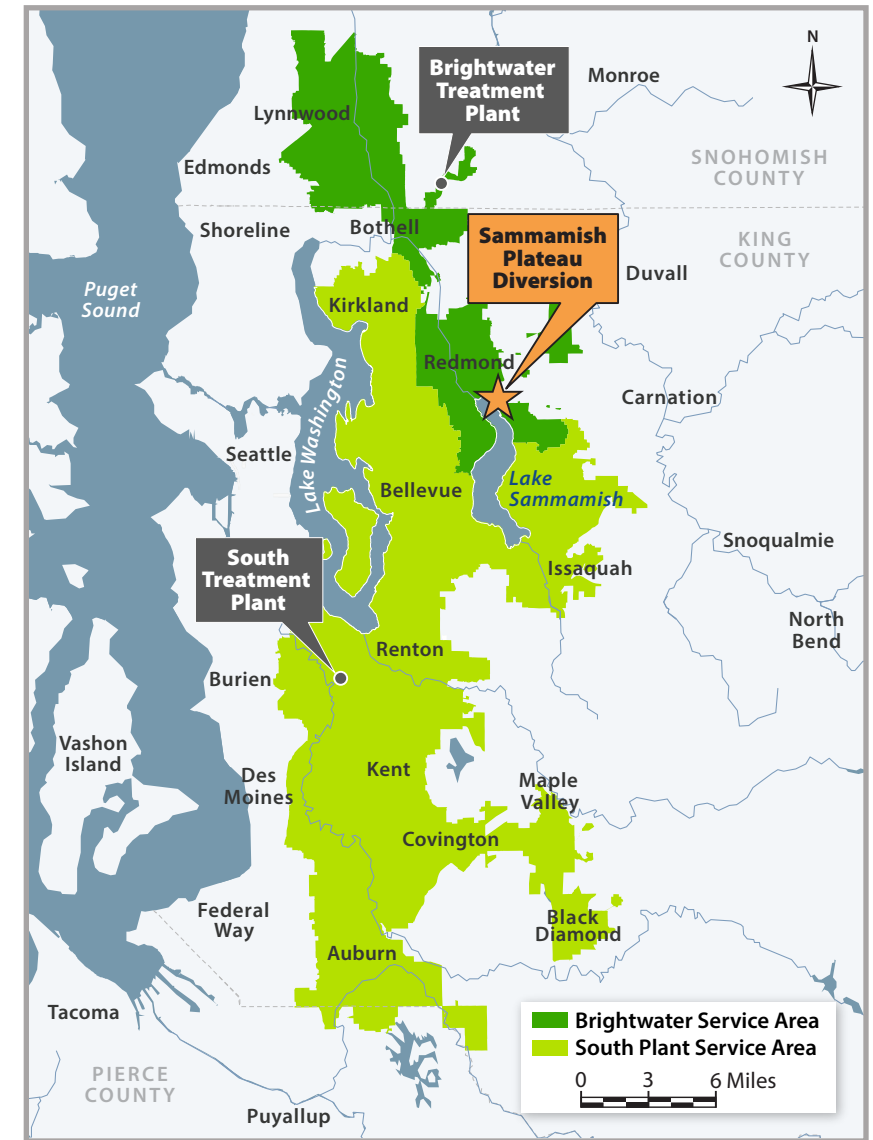 N
Brightwater
Treatment
Plant
Monroe
Lynnwood
SNOHOMISH
COUNTY
Edmonds
Shoreline
Bothell
Sammamish
Plateau
Diversion
KING
COUNTY
Duvall
Puget
Sound
Kirkland
Redmond
Carnation
Lake Washington
Seattle
Bellevue
Lake
Sammamish
Snoqualmie
South
Treatment
Plant
Issaquah
North
Bend
Renton
Burien
Vashon
Island
Kent
Des
Moines
Maple
Valley
Covington
Federal
Way
Black
Diamond
Auburn
Tacoma
Brightwater Service Area
South Plant Service Area
0 3 6 Miles
PIERCE
COUNTY
Puyallup